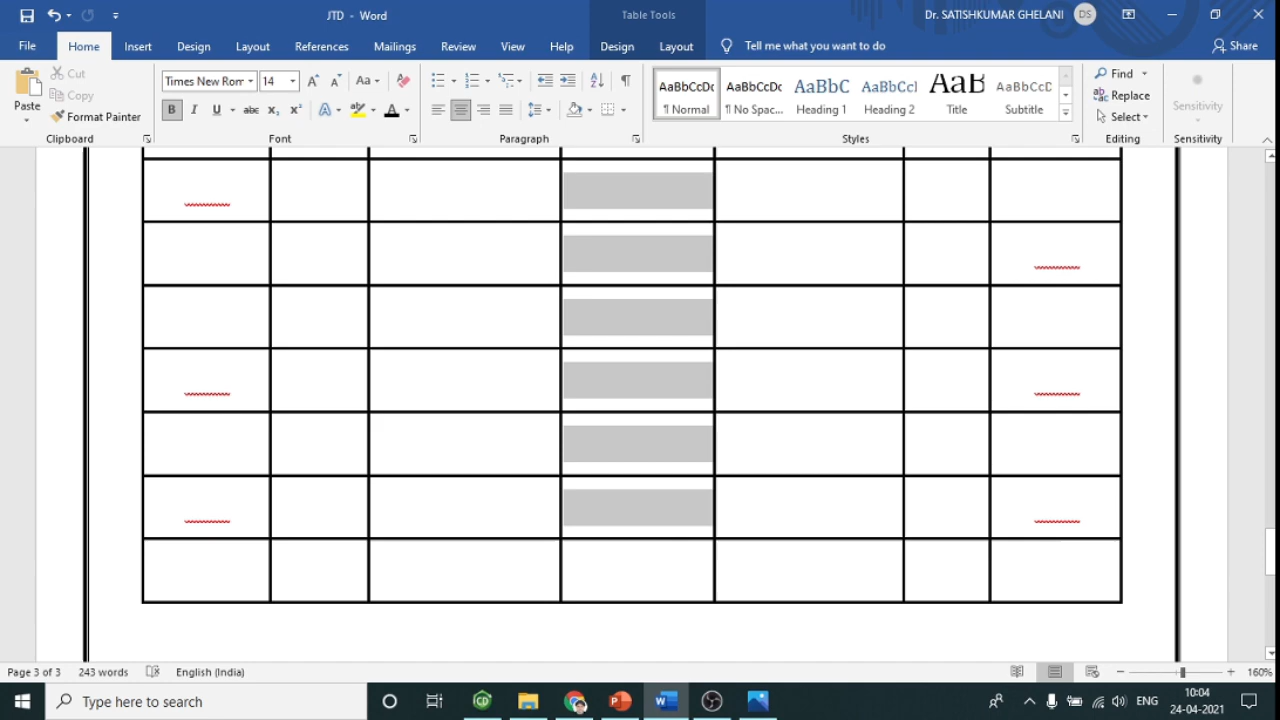 JTD - Word
Table Tools
Dr. SATISHKUMAR GHELANI
DS
File
Home
Insert
Design
Layout
References
Mailings
Review
View
Help
Design
Layout
Tell me what you want to do
Share
Paste
Cut
Copy
Format Painter
Clipboard
Times New Ror
14
Font
Paragraph
AaBbCcDc
¶ Normal
AaBbCcDc
¶ No Spac...
AaBbC
Heading 1
AaBbCcl
Heading 2
AaB
Title
AaBbCcC
Subtitle
Styles
Find
Replace
Select
Editing
Sensitivity
Sensitivity
Page 3 of 3
243 words
English (India)
160%
Type here to search
ENG
10:04
24-04-2021